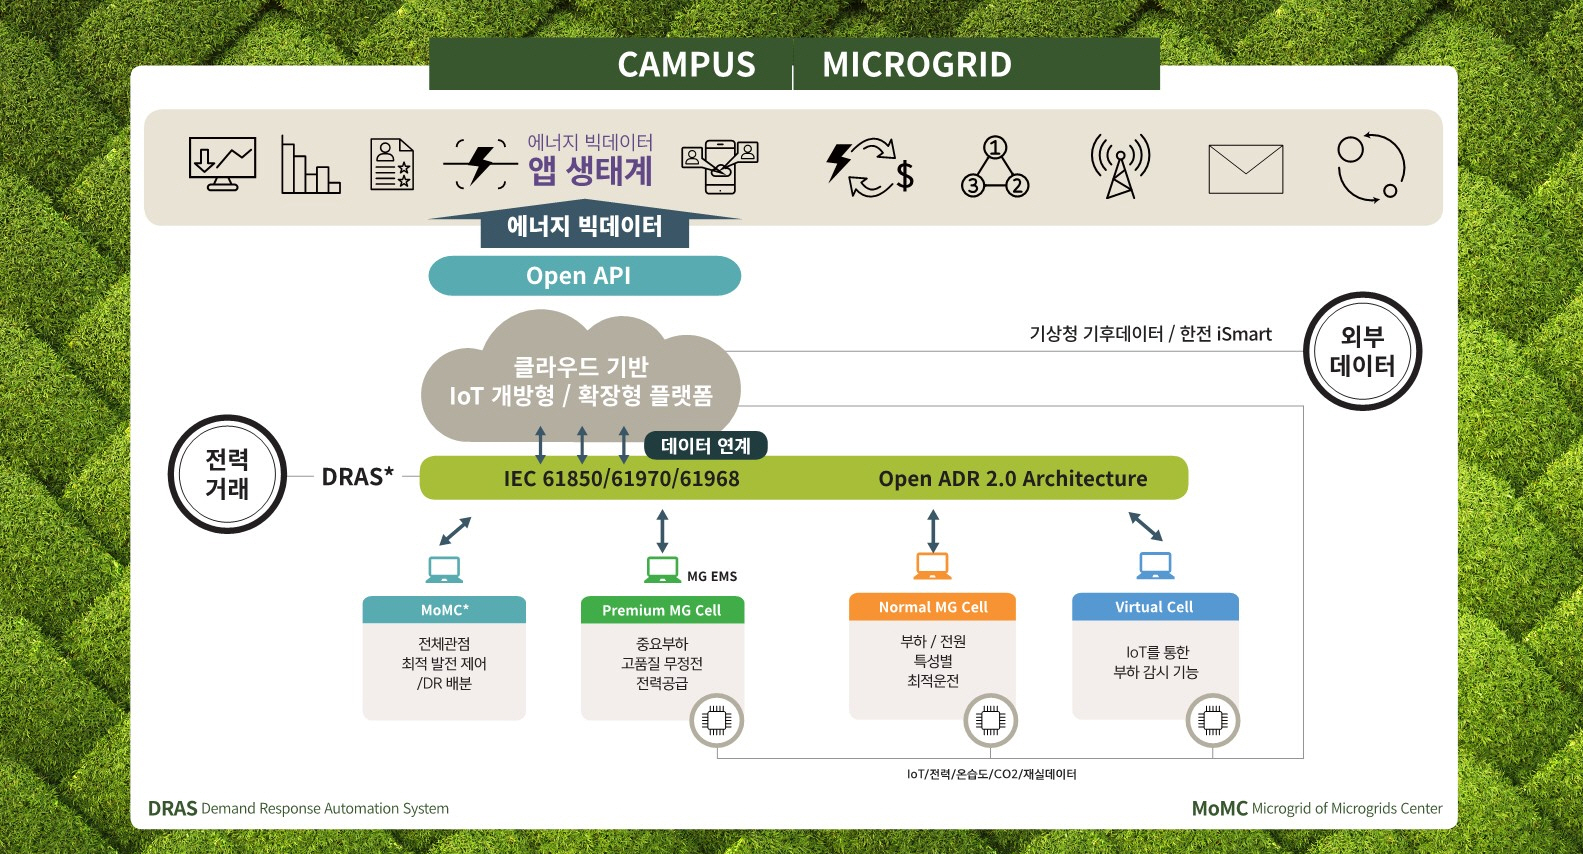 CAMPUS MICROGRID
에너지 빅데이터
앱 생태계
$
1
3 2
에너지 빅데이터
Open API
클라우드 기반
IoT 개방형 / 확장형 플랫폼
기상청 기후데이터 / 한전 iSmart
외부
데이터
데이터 연계
전력
거래
DRAS*
IEC 61850/61970/61968
Open ADR 2.0 Architecture
MG EMS
MoMC*
전체관점
최적 발전 제어
/DR 배분
Premium MG Cell
중요부하
고품질 무정전
전력공급
Normal MG Cell
부하 / 전원
특성별
최적운전
Virtual Cell
IoT를 통한
부하 감시 기능
IoT/전력/온습도/CO2/재실데이터
DRAS Demand Response Automation System
MoMC Microgrid of Microgrids Center